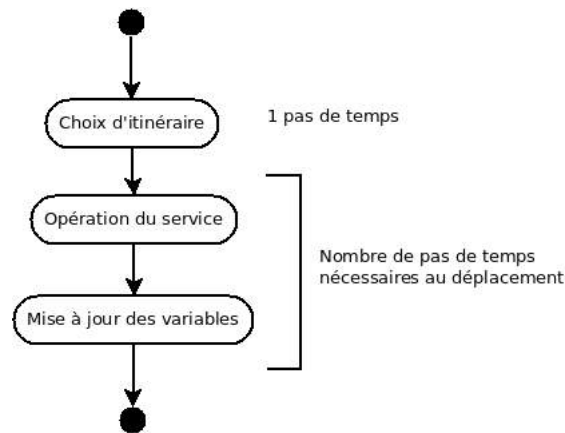 Choix d'itinéraire
1 pas de temps
Opération du service
Nombre de pas de temps
nécessaires au déplacement
Mise à jour des variables